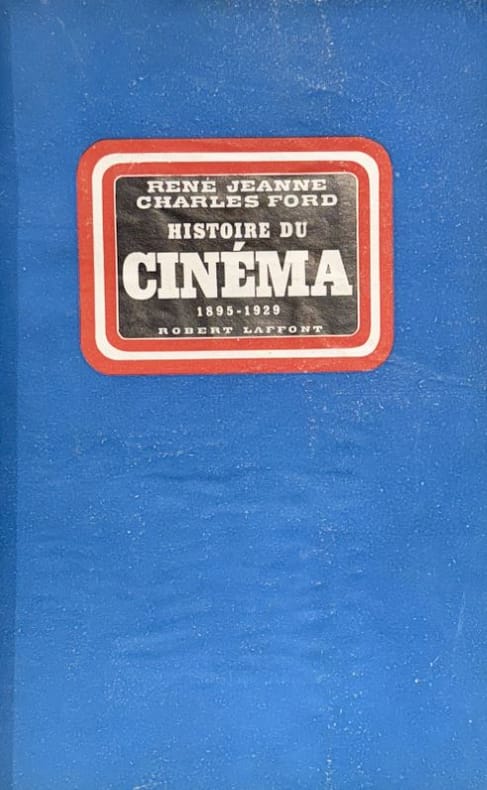 RENÉ JEANNE
CHARLES FORD
HISTOIRE DU
CINÉMA
1895-1929
ROBERT LAFFONT